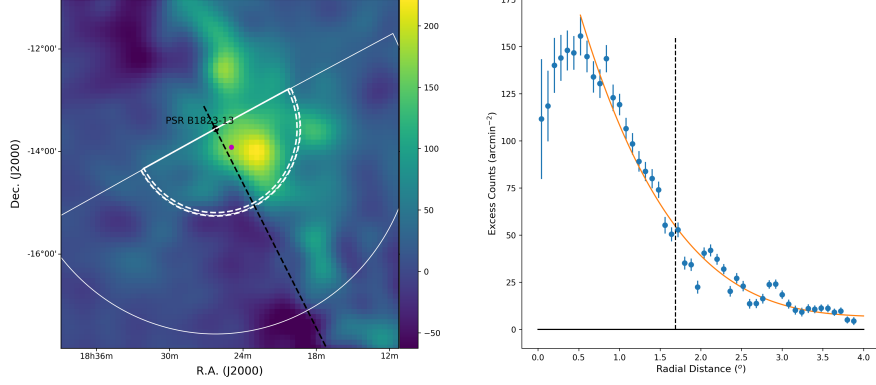 -12°00'
-14°00'
-16°00'
Dec. (J2000)
PSR B1823-13
18h36m 30m 24m 18m 12m
R.A. (J2000)
200
150
100
50
0
−50
175
150
125
100
75
50
25
0
Excess Counts (arcmin⁻²)
0.0 0.5 1.0 1.5 2.0 2.5 3.0 3.5 4.0
Radial Distance (°)